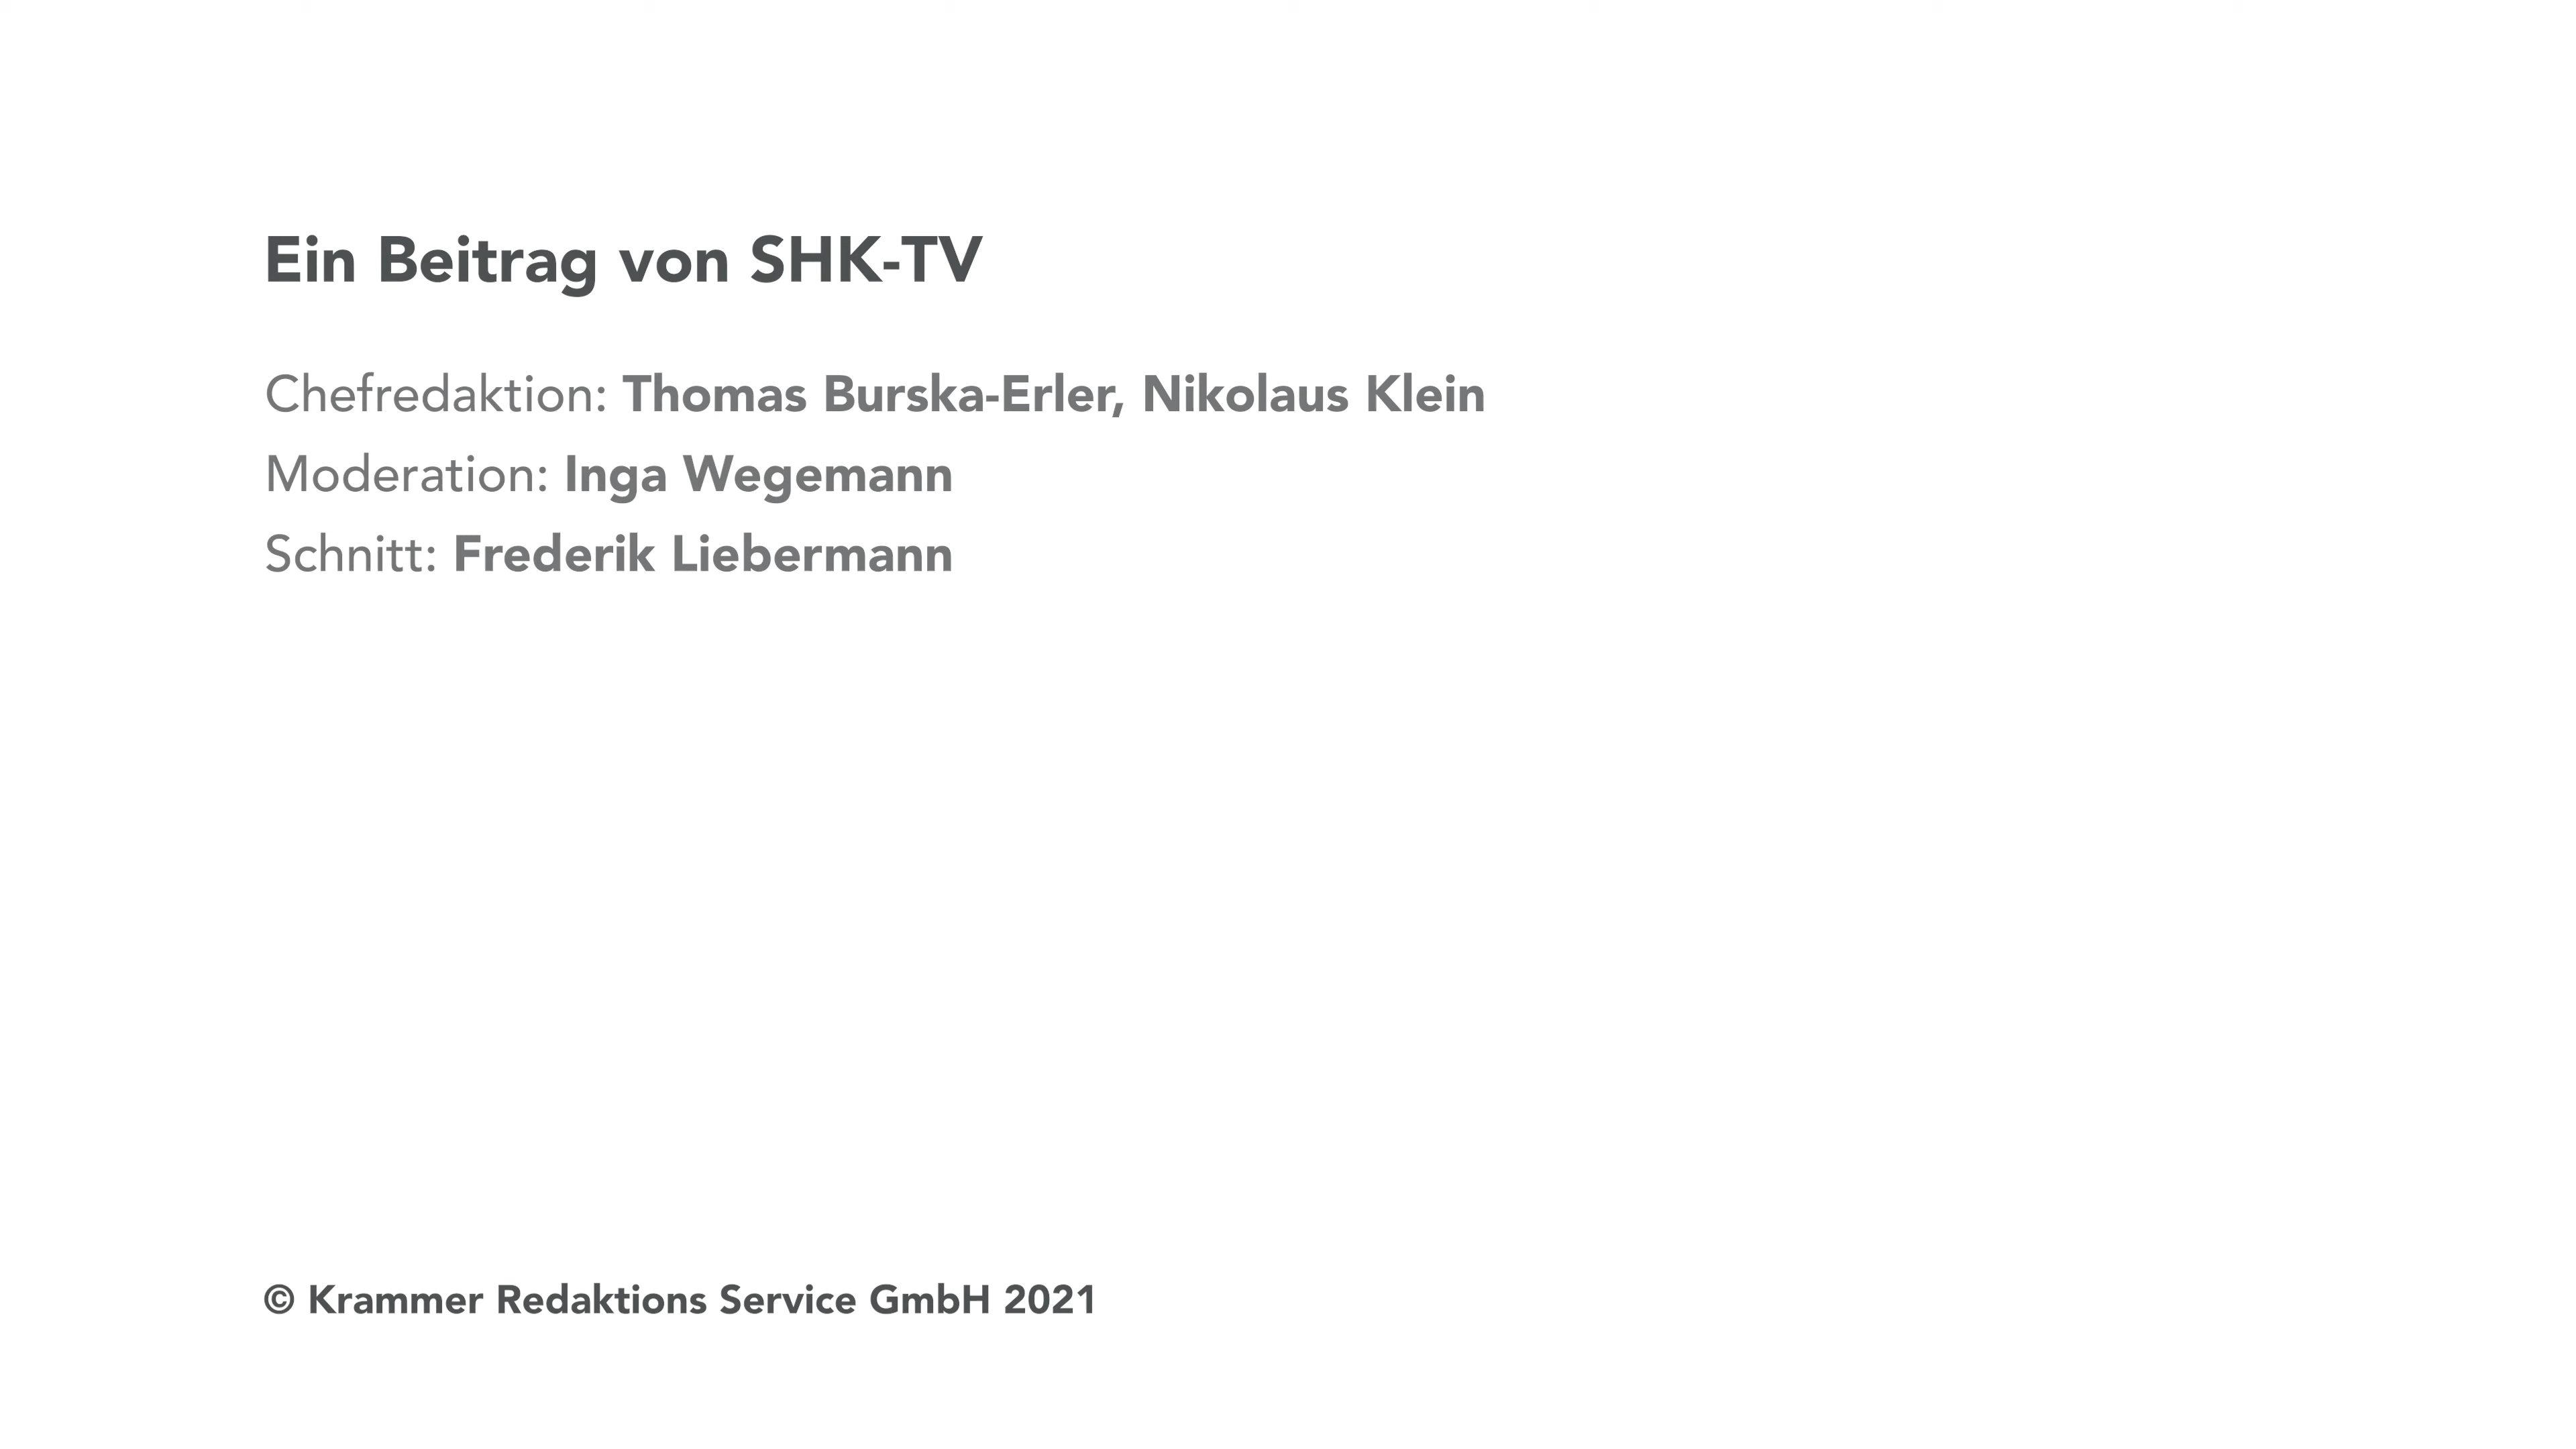 Ein Beitrag von SHK-TV
Chefredaktion: Thomas Burska-Erler, Nikolaus Klein
Moderation: Inga Wegemann
Schnitt: Frederik Liebermann
© Krammer Redaktions Service GmbH 2021